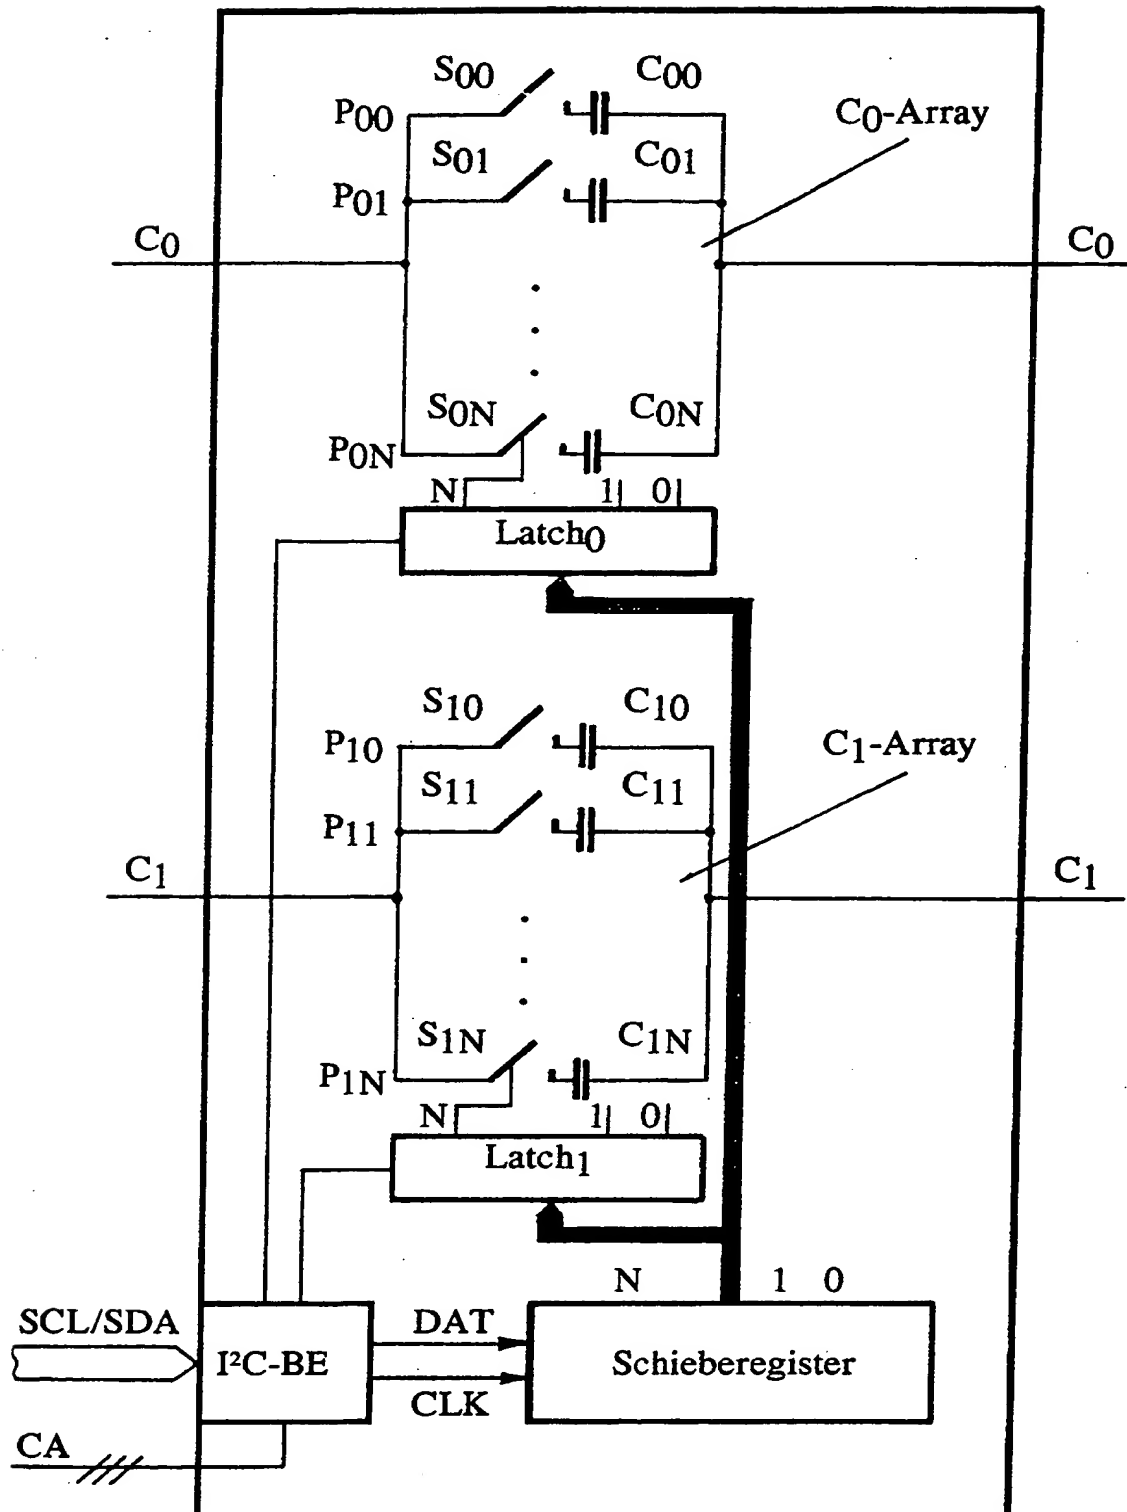 S00 C00
P00 C0-Array
S01 C01
P01
C0 C0
S0N C0N
P0N
N 1 0
Latch0
S10 C10
P10 C1-Array
S11 C11
P11
C1 C1
S1N C1N
P1N
N 1 0
Latch1
N 1 0
SCL/SDA DAT
I²C-BE Schieberegister
CLK
CA